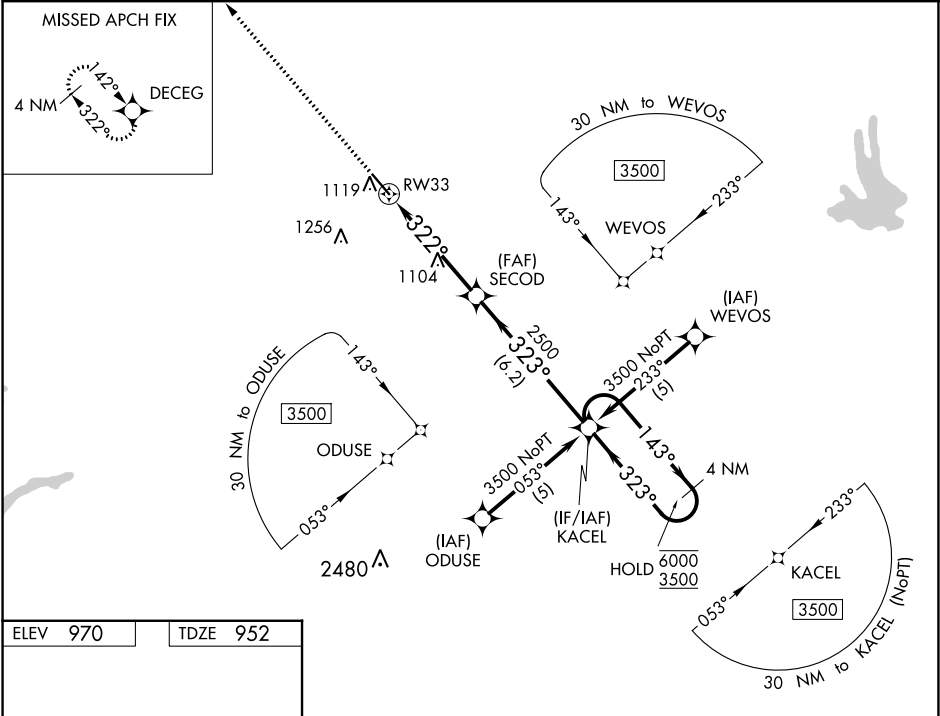 MISSED APCH FIX
142°
DECEG
4 NM
322°
30 NM to WEVOS
3500
143°
233°
WEVOS
1119
RW33
1256
322°
1104
(FAF)
SECOD
(IAF)
WEVOS
2500
323°
(6.2)
3500 NoPT
233°
(5)
30 NM to ODUSE
143°
3500
ODUSE
053°
3500 NoPT
053°
(5)
143°
323°
4 NM
(IF/IAF)
KACEL
(IAF)
ODUSE
HOLD
6000
3500
2480
233°
KACEL
053°
3500
30 NM to KACEL (NoPT)
ELEV 970
TDZE 952